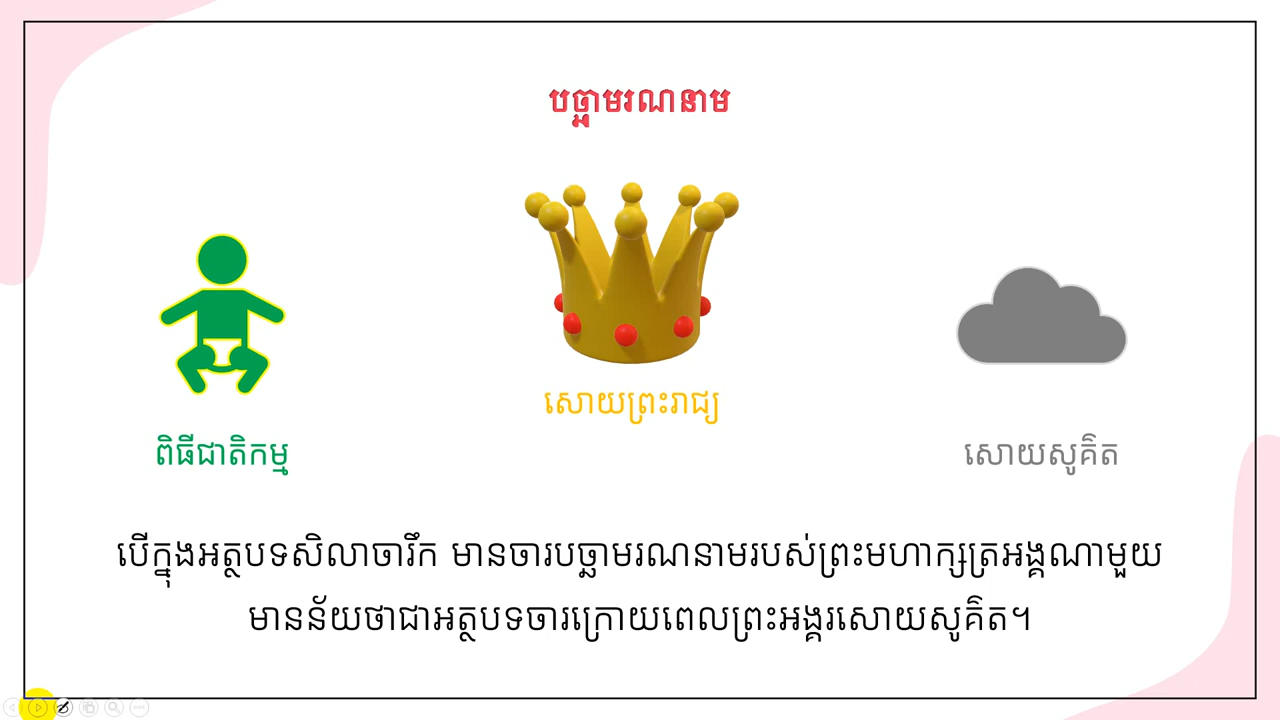 បច្ឆាមរណនាម
សោយព្រះរាជ្យ
ពិធីជាតិកម្ម
សោយសូគ៌ត
បើក្នុងអត្ថបទសិលាចារឹក មានចារបច្ឆាមរណនាមរបស់ព្រះមហាក្សត្រអង្គណាមួយ
មានន័យថាជាអត្ថបទចារក្រោយពេលព្រះអង្គរសោយសូគ៌ត។